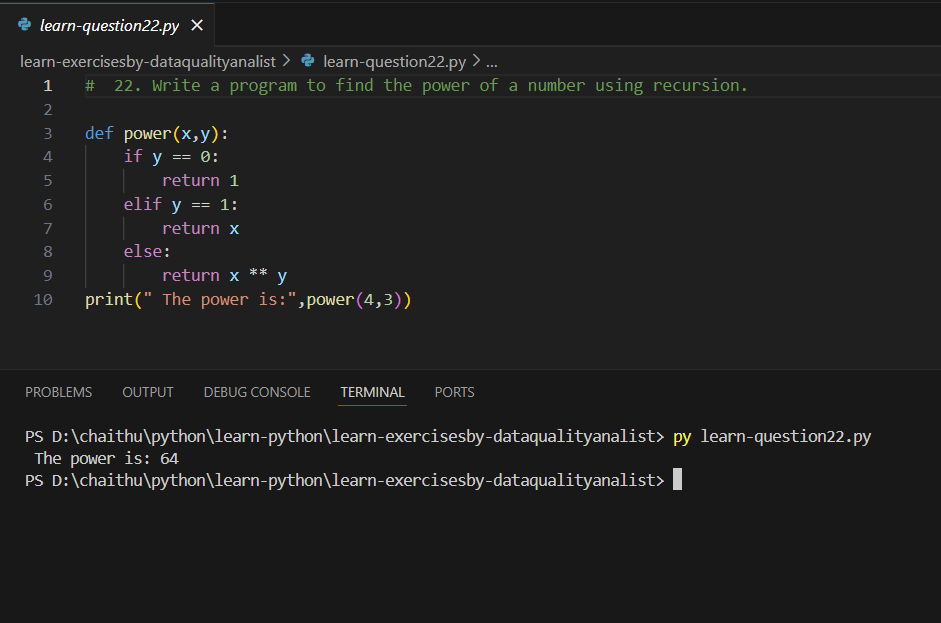 learn-question22.py ×
learn-exercisesby-dataqualityanalist > learn-question22.py > ...
1 #  22. Write a program to find the power of a number using recursion.
2
3 def power(x,y):
4     if y == 0:
5         return 1
6     elif y == 1:
7         return x
8     else:
9         return x ** y
10 print(" The power is:",power(4,3))
PROBLEMS OUTPUT DEBUG CONSOLE TERMINAL PORTS
PS D:\chaithu\python\learn-python\learn-exercisesby-dataqualityanalist> py learn-question22.py
 The power is: 64
PS D:\chaithu\python\learn-python\learn-exercisesby-dataqualityanalist>